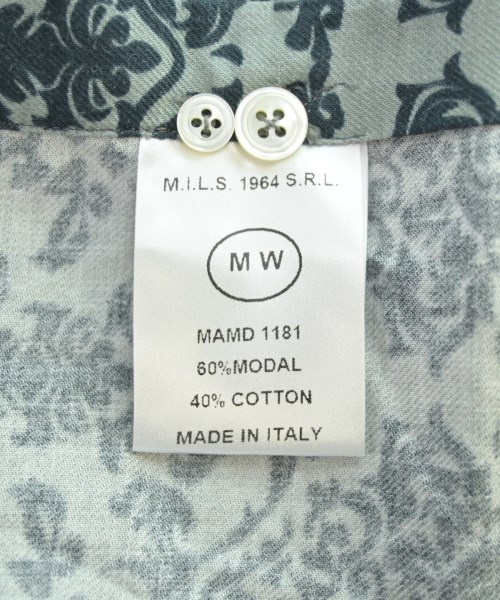 M.I.L.S. 1964 S.R.L.
M W
MAMD 1181
60%MODAL
40% COTTON
MADE IN ITALY